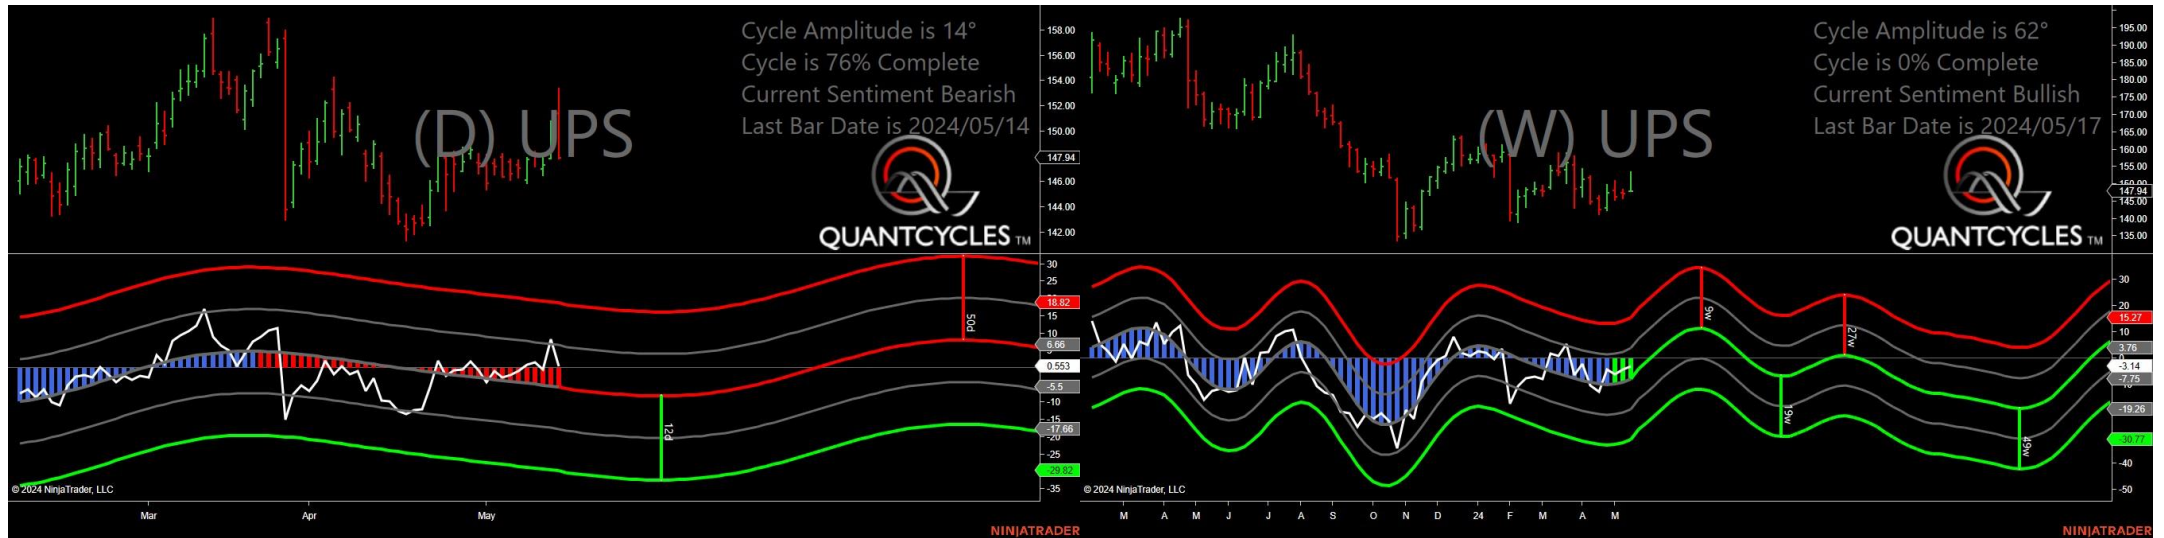 Cycle Amplitude is 14°
Cycle is 76% Complete
Current Sentiment Bearish
Last Bar Date is 2024/05/14
(D) UPS
QUANTCYCLES TM
158.00
156.00
154.00
152.00
150.00
147.94
146.00
144.00
142.00
30
25
18.82
15
10
6.66
0.553
-5.5
-10
-15
-17.66
-20
-25
-29.82
-35
50d
12d
© 2024 NinjaTrader, LLC
Mar
Apr
May
NINJATRADER
Cycle Amplitude is 62°
Cycle is 0% Complete
Current Sentiment Bullish
Last Bar Date is 2024/05/17
(W) UPS
QUANTCYCLES TM
195.00
190.00
185.00
180.00
175.00
170.00
165.00
160.00
155.00
150.00
147.94
145.00
140.00
135.00
30
20
15.27
10
3.76
-3.14
-7.75
-19.26
-30.77
-40
-50
9w
27w
19w
49w
© 2024 NinjaTrader, LLC
M A M J J A S O N D 24 F M A M
NINJATRADER